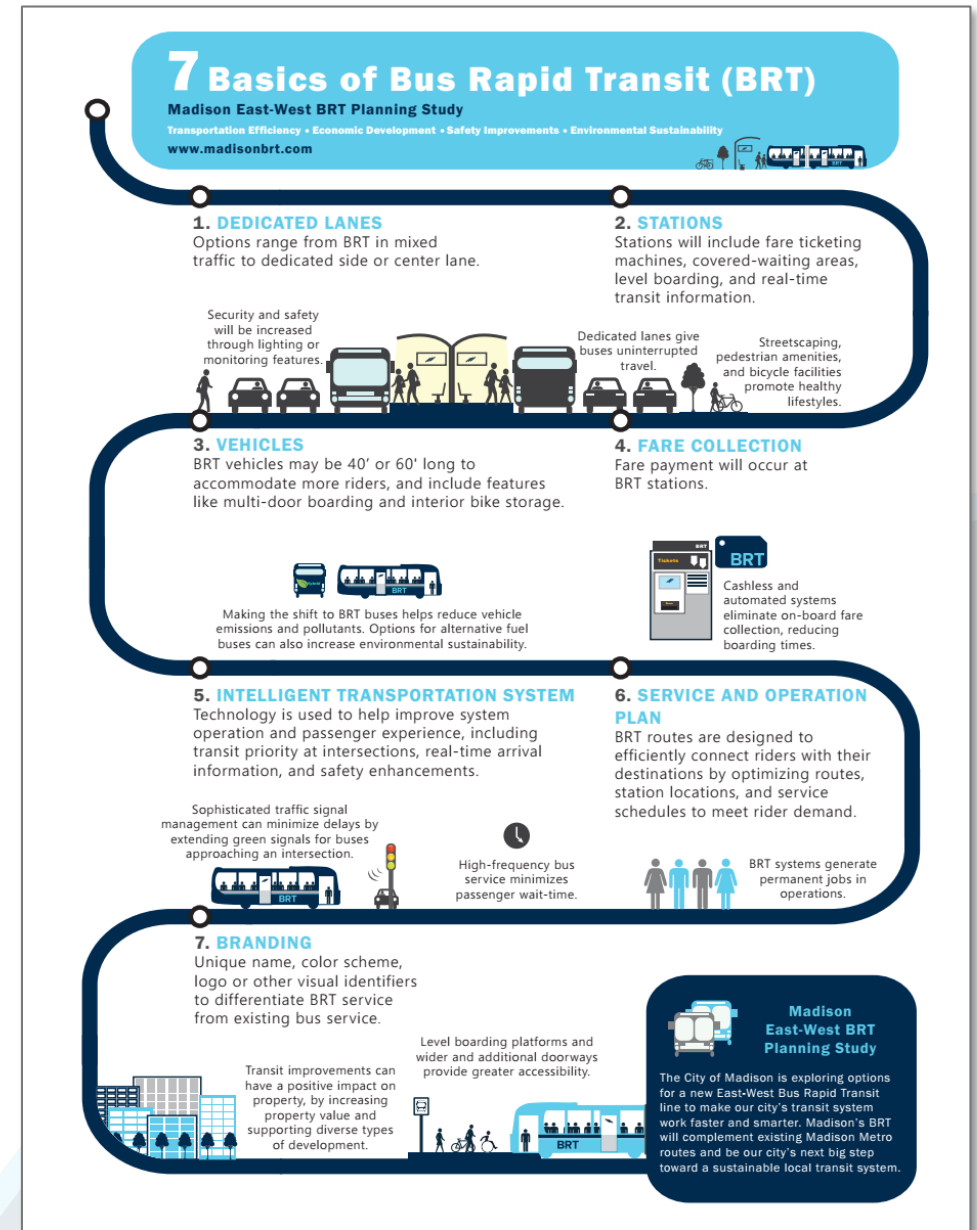 7 Basics of Bus Rapid Transit (BRT)
Madison East-West BRT Planning Study
Transportation Efficiency • Economic Development • Safety Improvements • Environmental Sustainability
www.madisonbrt.com
1. DEDICATED LANES
Options range from BRT in mixed
traffic to dedicated side or center lane.
2. STATIONS
Stations will include fare ticketing
machines, covered-waiting areas,
level boarding, and real-time
transit information.
Security and safety
will be increased
through lighting or
monitoring features.
Dedicated lanes give
buses uninterrupted
travel.
Streetscaping,
pedestrian amenities,
and bicycle facilities
promote healthy
lifestyles.
3. VEHICLES
BRT vehicles may be 40’ or 60' long to
accommodate more riders, and include features
like multi-door boarding and interior bike storage.
4. FARE COLLECTION
Fare payment will occur at
BRT stations.
BRT
Making the shift to BRT buses helps reduce vehicle
emissions and pollutants. Options for alternative fuel
buses can also increase environmental sustainability.
BRT
Tickets
BRT
Cashless and
automated systems
eliminate on-board fare
collection, reducing
boarding times.
5. INTELLIGENT TRANSPORTATION SYSTEM
Technology is used to help improve system
operation and passenger experience, including
transit priority at intersections, real-time arrival
information, and safety enhancements.
6. SERVICE AND OPERATION
PLAN
BRT routes are designed to
efficiently connect riders with their
destinations by optimizing routes,
station locations, and service
schedules to meet rider demand.
Sophisticated traffic signal
management can minimize delays by
extending green signals for buses
approaching an intersection.
BRT
High-frequency bus
service minimizes
passenger wait-time.
BRT systems generate
permanent jobs in
operations.
7. BRANDING
Unique name, color scheme,
logo or other visual identifiers
to differentiate BRT service
from existing bus service.
Transit improvements can
have a positive impact on
property, by increasing
property value and
supporting diverse types
of development.
Level boarding platforms and
wider and additional doorways
provide greater accessibility.
BRT
Madison
East-West BRT
Planning Study
The City of Madison is exploring options
for a new East-West Bus Rapid Transit
line to make our city's transit system
work faster and smarter. Madison's BRT
will complement existing Madison Metro
routes and be our city's next big step
toward a sustainable local transit system.